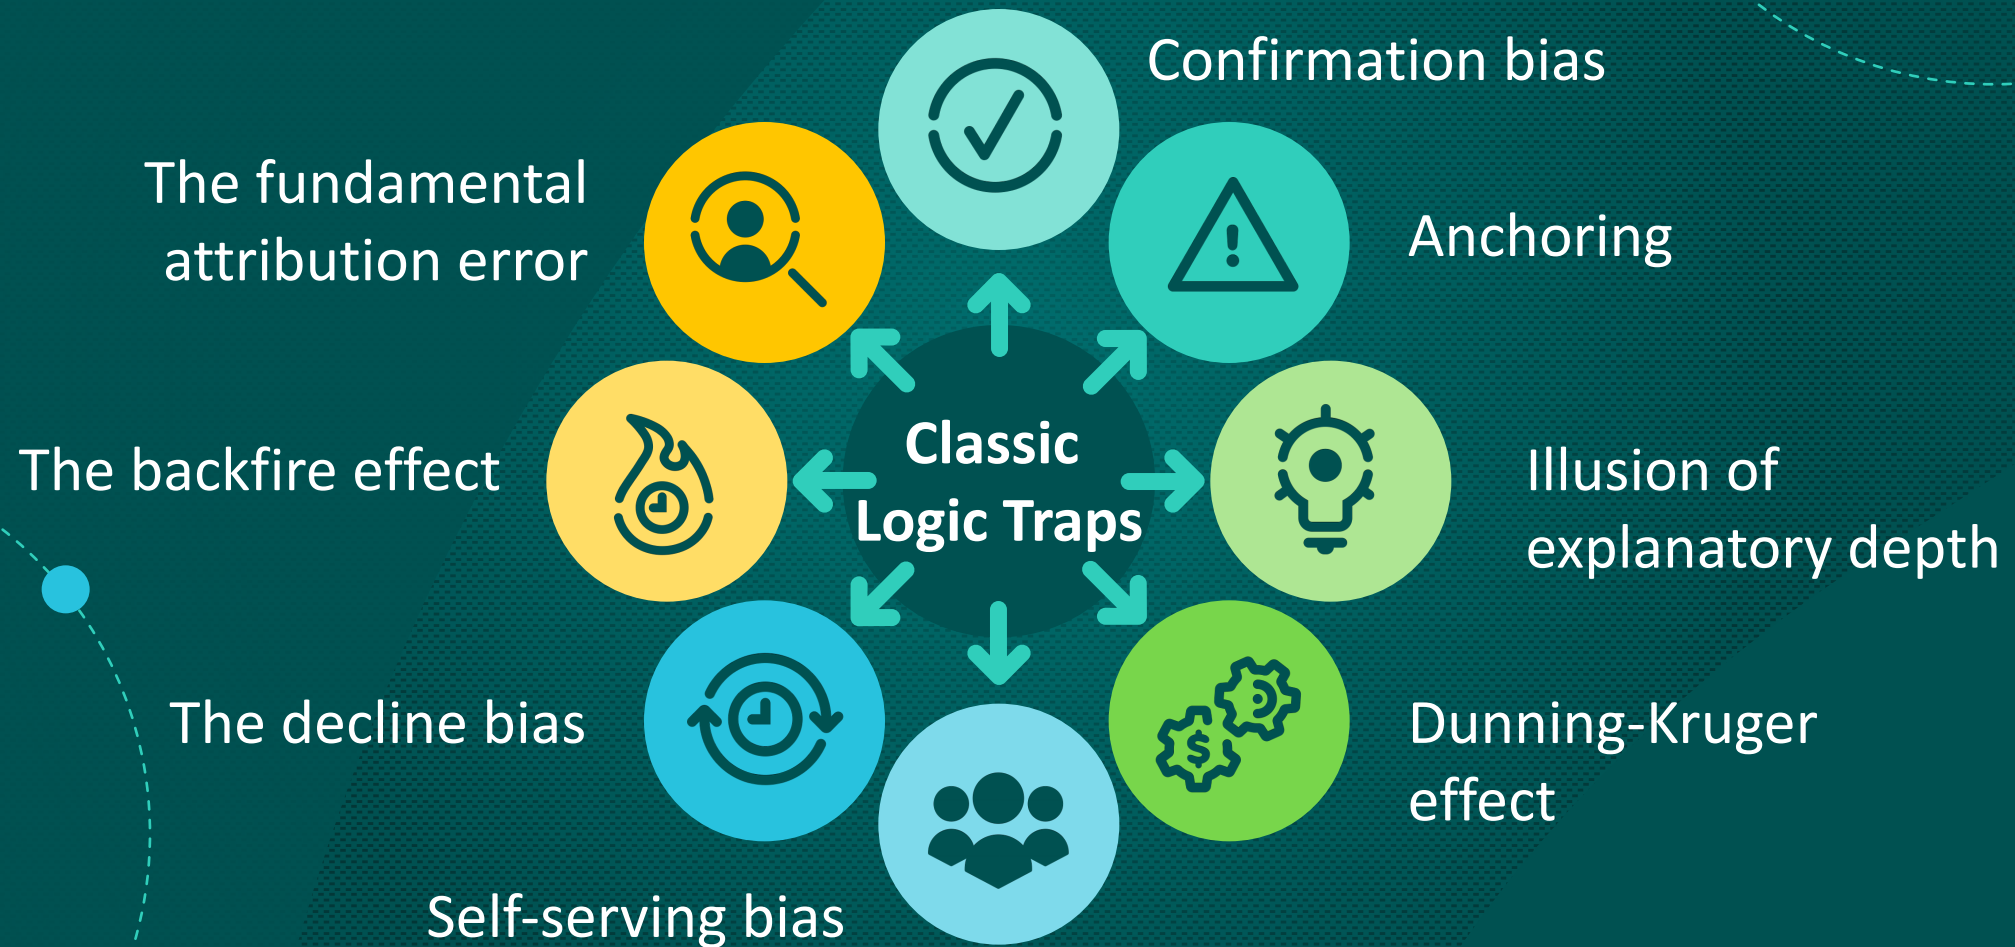 Confirmation bias
Anchoring
Illusion of
explanatory depth
Dunning-Kruger
effect
Self-serving bias
The decline bias
The backfire effect
The fundamental
attribution error
Classic
Logic Traps
$